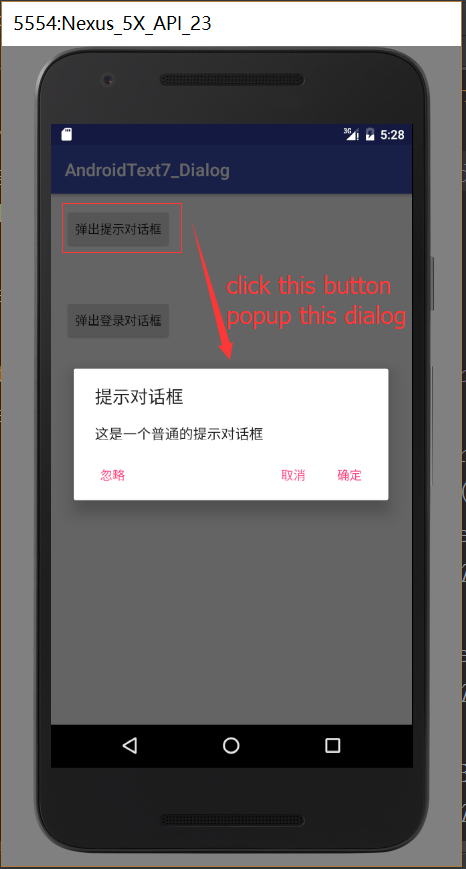 5554:Nexus_5X_API_23
3G 5:28
AndroidText7_Dialog
弹出提示对话框
click this button
popup this dialog
弹出登录对话框
提示对话框
这是一个普通的提示对话框
忽略 取消 确定